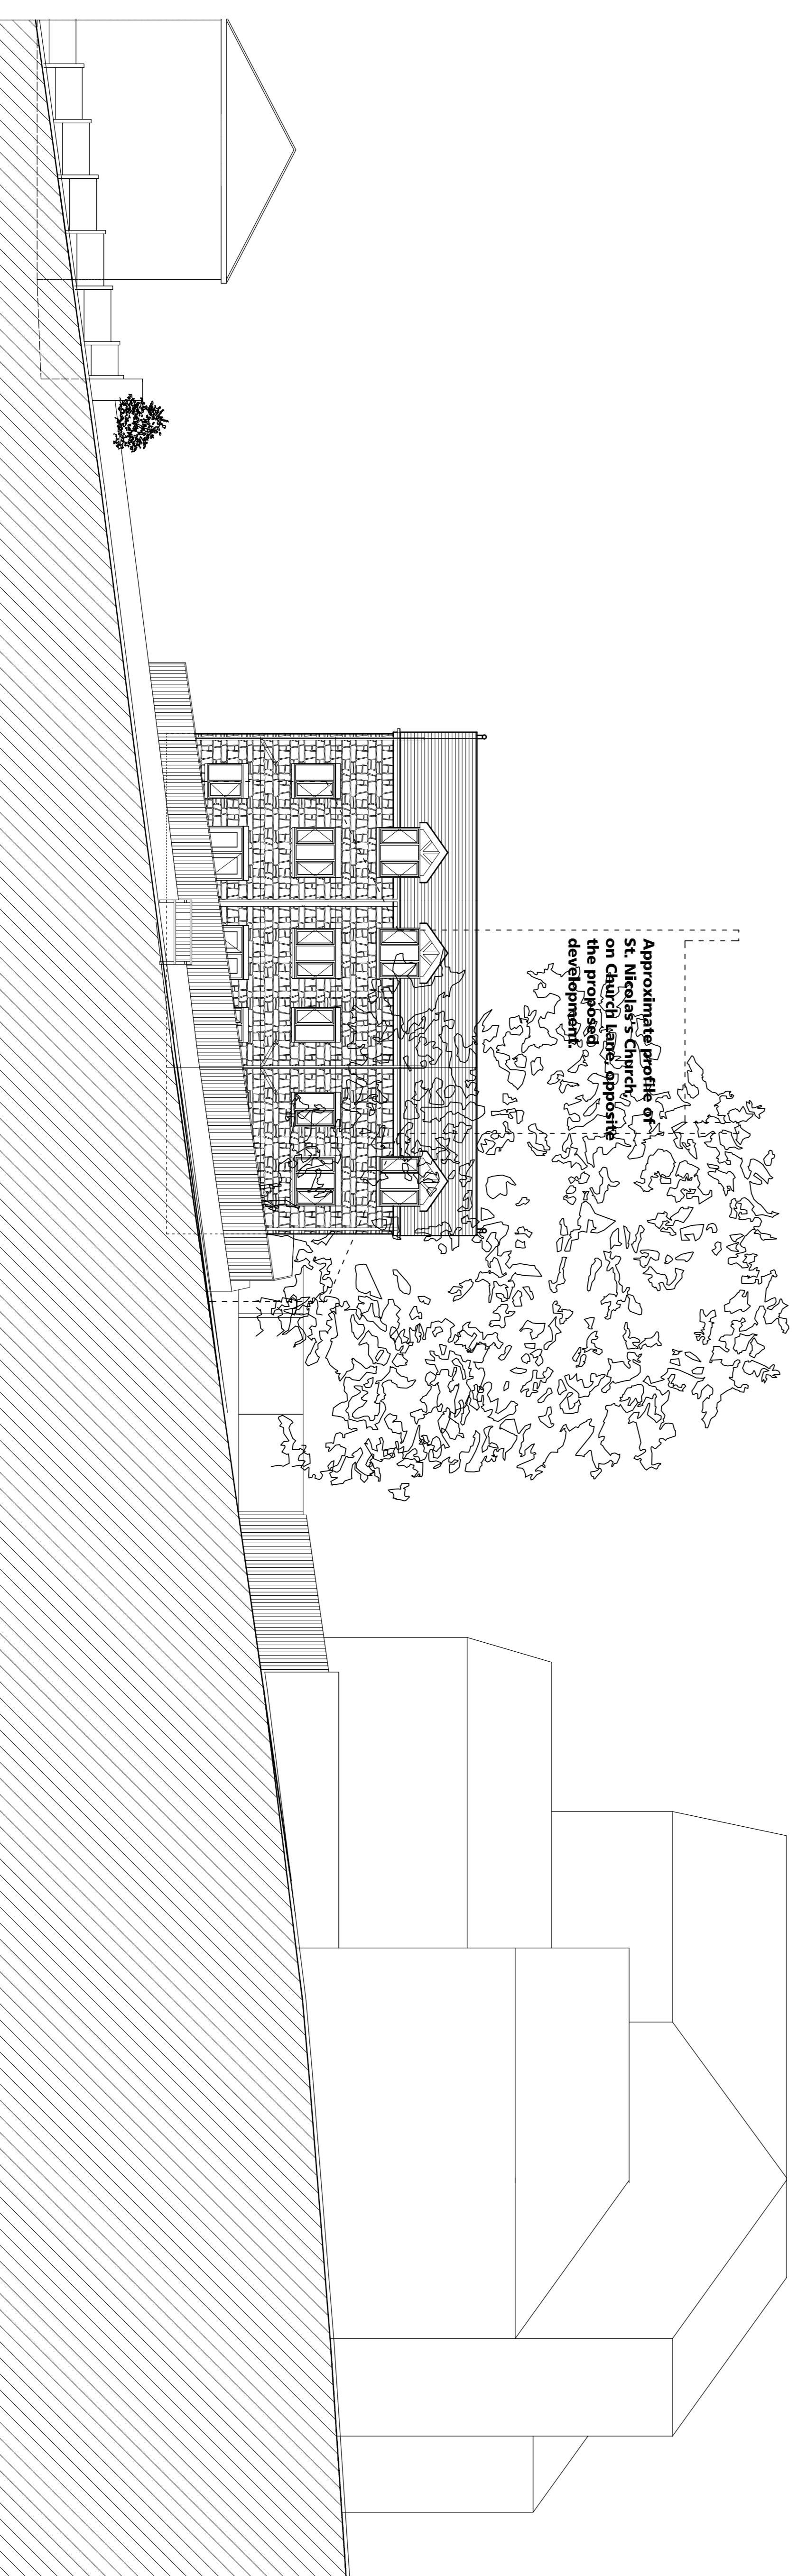 Approximate profile of
St. Nicolas's Church,
on Church Lane, opposite
the proposed
development.